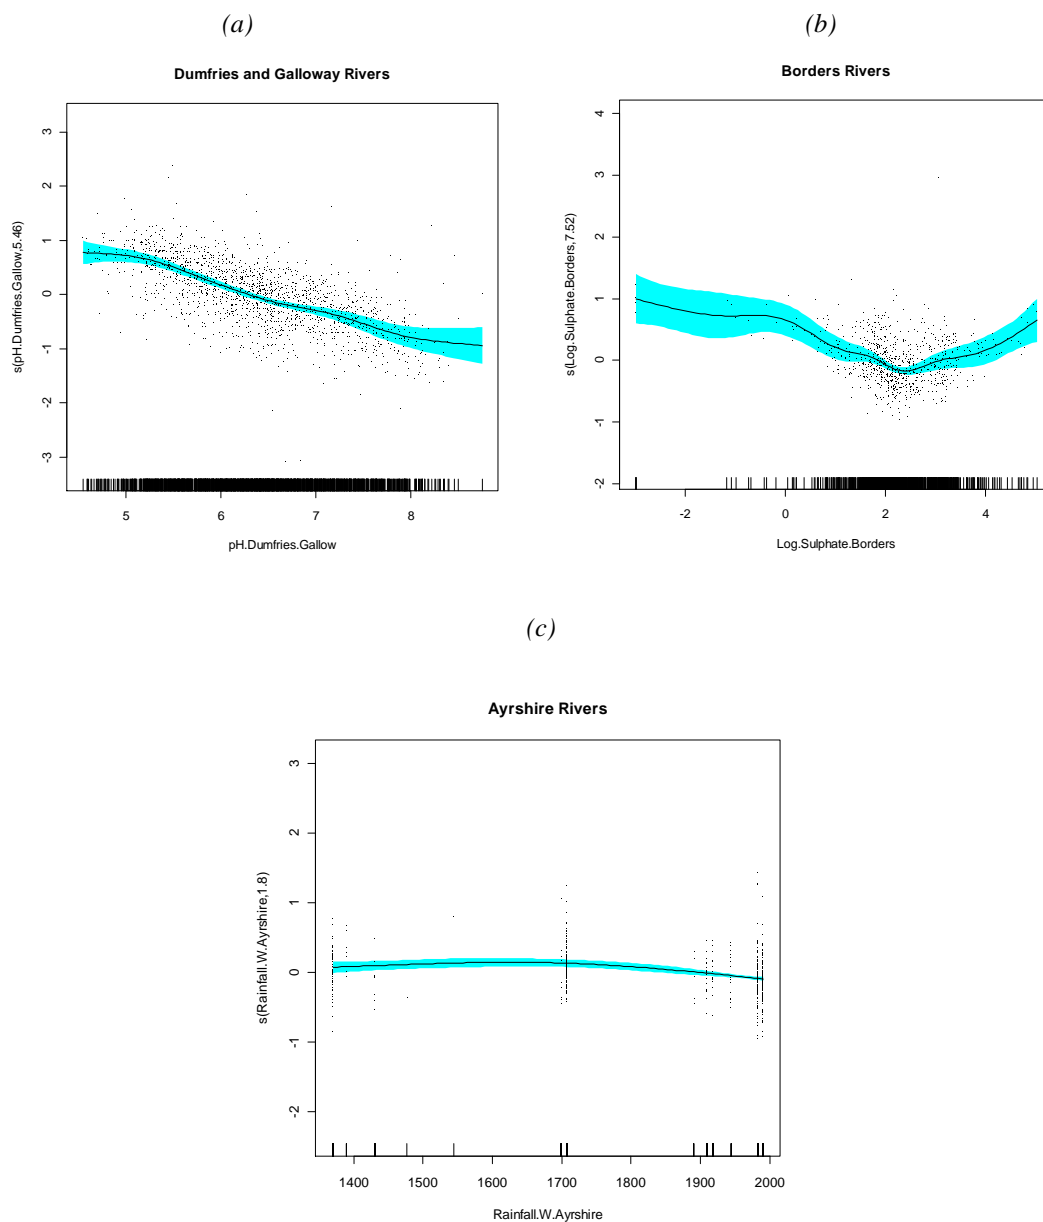 (a)
Dumfries and Galloway Rivers
s(pH.Dumfries.Gallow,5.46)
3
2
1
0
-1
-2
-3
5 6 7 8
pH.Dumfries.Gallow
(b)
Borders Rivers
s(Log.Sulphate.Borders,7.52)
4
3
2
1
0
-1
-2
-2 0 2 4
Log.Sulphate.Borders
(c)
Ayrshire Rivers
s(Rainfall.W.Ayrshire,1.8)
3
2
1
0
-1
-2
1400 1500 1600 1700 1800 1900 2000
Rainfall.W.Ayrshire